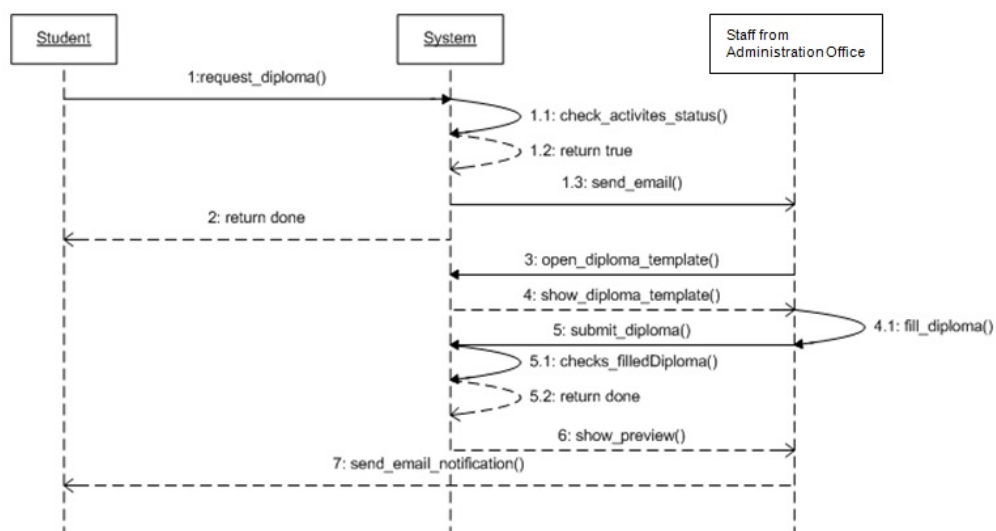 Student
System
Staff from
Administration Office
1:request_diploma()
1.1: check_activites_status()
1.2: return true
1.3: send_email()
2: return done
3: open_diploma_template()
4: show_diploma_template()
4.1: fill_diploma()
5: submit_diploma()
5.1: checks_filledDiploma()
5.2: return done
6: show_preview()
7: send_email_notification()